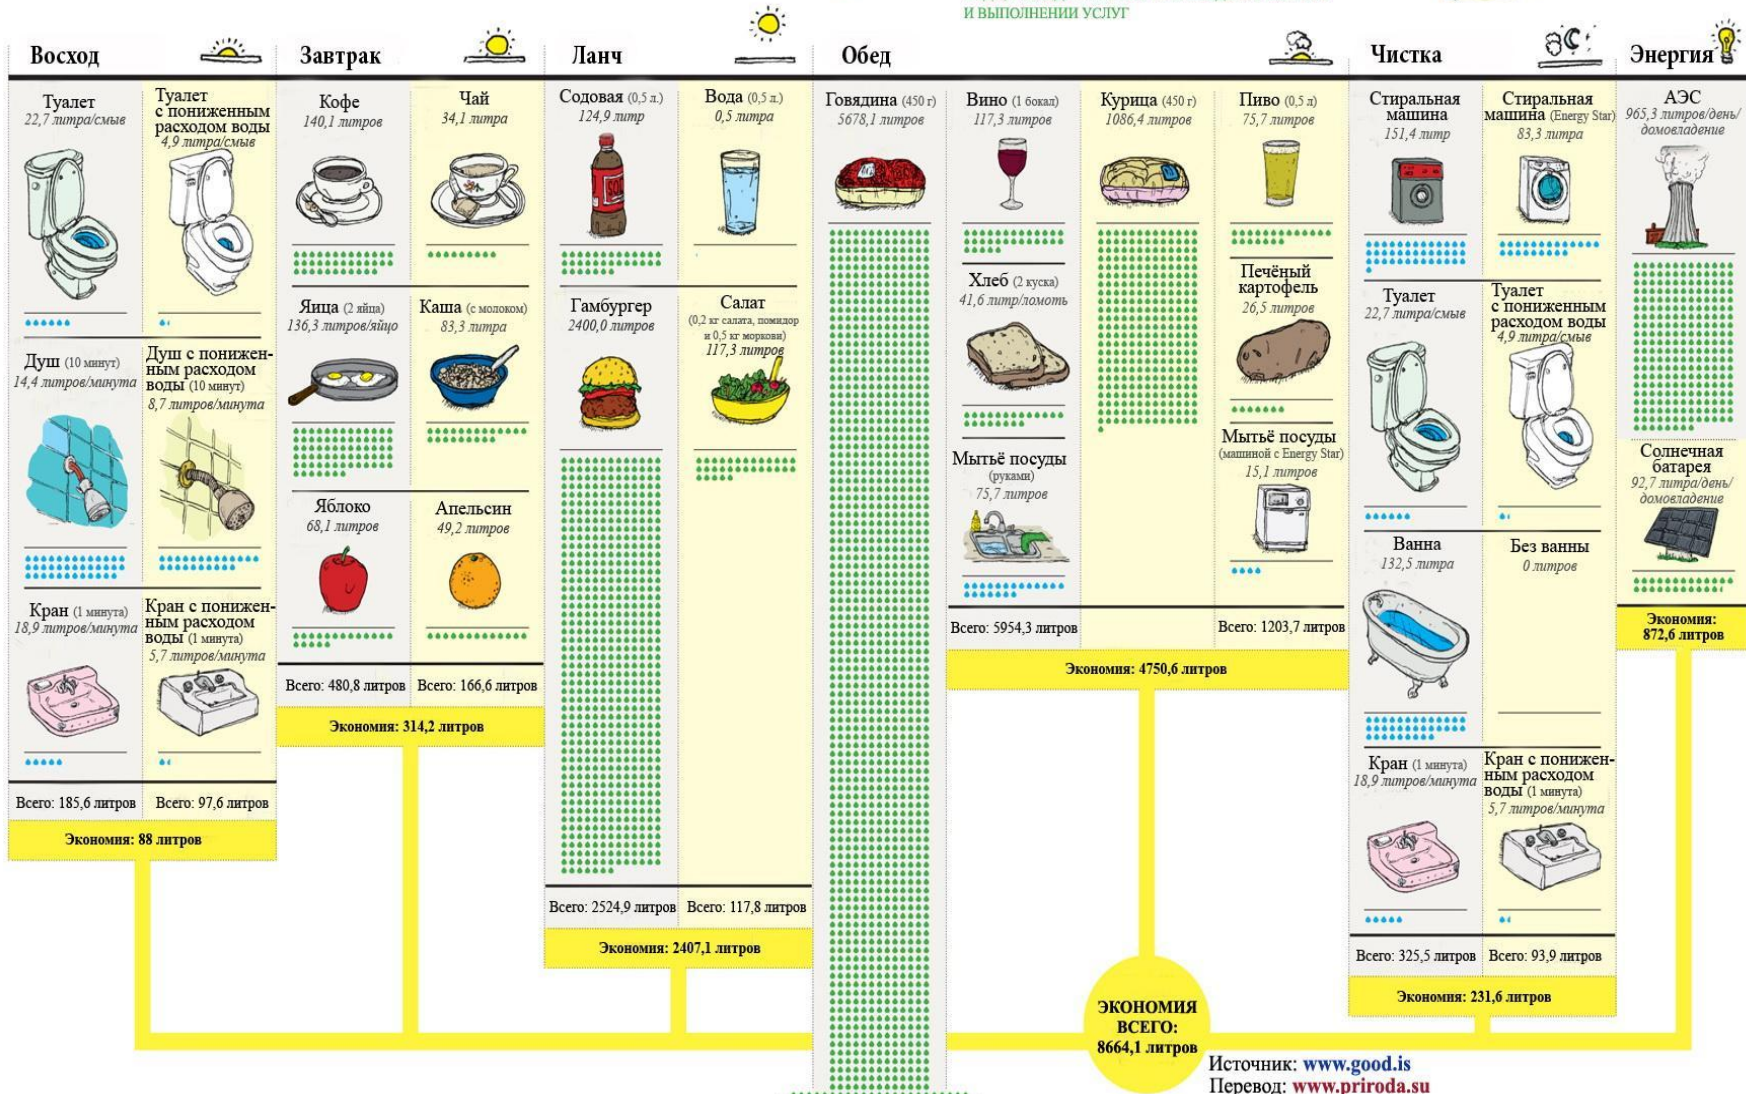 И ВЫПОЛНЕНИИ УСЛУГ
Восход
Туалет
22,7 литра/смыв
Туалет
с пониженным
расходом воды
4,9 литра/смыв
Душ (10 минут)
14,4 литров/минута
Душ с понижен-
ным расходом
воды (10 минут)
8,7 литров/минута
Кран (1 минута)
18,9 литров/минута
Кран с понижен-
ным расходом
воды (1 минута)
5,7 литров/минута
Всего: 185,6 литров
Всего: 97,6 литров
Экономия: 88 литров
Завтрак
Кофе
140,1 литров
Чай
34,1 литра
Яица (2 яйца)
136,3 литров/яйцо
Каша (с молоком)
83,3 литра
Яблоко
68,1 литров
Апельсин
49,2 литров
Всего: 480,8 литров
Всего: 166,6 литров
Экономия: 314,2 литров
Ланч
Содовая (0,5 л.)
124,9 литр
Вода (0,5 л.)
0,5 литра
Гамбургер
2400,0 литров
Салат
(0,2 кг салата, помидор
и 0,5 кг моркови)
117,3 литров
Всего: 2524,9 литров
Всего: 117,8 литров
Экономия: 2407,1 литров
Обед
Говядина (450 г)
5678,1 литров
Вино (1 бокал)
117,3 литров
Курица (450 г)
1086,4 литров
Пиво (0,5 л)
75,7 литров
Хлеб (2 куска)
41,6 литр/ломоть
Печёный
картофель
26,5 литров
Мытьё посуды
(руками)
75,7 литров
Мытьё посуды
(машиной с Energy Star)
15,1 литров
Всего: 5954,3 литров
Всего: 1203,7 литров
Экономия: 4750,6 литров
Чистка
Стиральная
машина
151,4 литр
Стиральная
машина (Energy Star)
83,3 литра
Туалет
22,7 литра/смыв
Туалет
с пониженным
расходом воды
4,9 литра/смыв
Ванна
132,5 литра
Без ванны
0 литров
Кран (1 минута)
18,9 литров/минута
Кран с понижен-
ным расходом
воды (1 минута)
5,7 литров/минута
Всего: 325,5 литров
Всего: 93,9 литров
Экономия: 231,6 литров
Энергия
АЭС
965,3 литров/день/
домовладение
Солнечная
батарея
92,7 литра/день/
домовладение
Экономия:
872,6 литров
ЭКОНОМИЯ
ВСЕГО:
8664,1 литров
Источник: www.good.is
Перевод: www.priroda.su